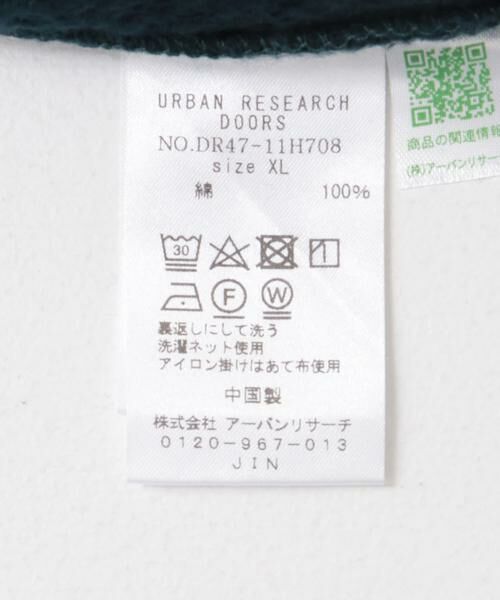 URBAN RESEARCH
DOORS
NO.DR47-11H708
size XL
綿 100%
30
F W
裏返しにして洗う
洗濯ネット使用
アイロン掛けはあて布使用
中国製
株式会社 アーバンリサーチ
0120-967-013
JIN
商品の関連情報
(株)アーバンリサーチ